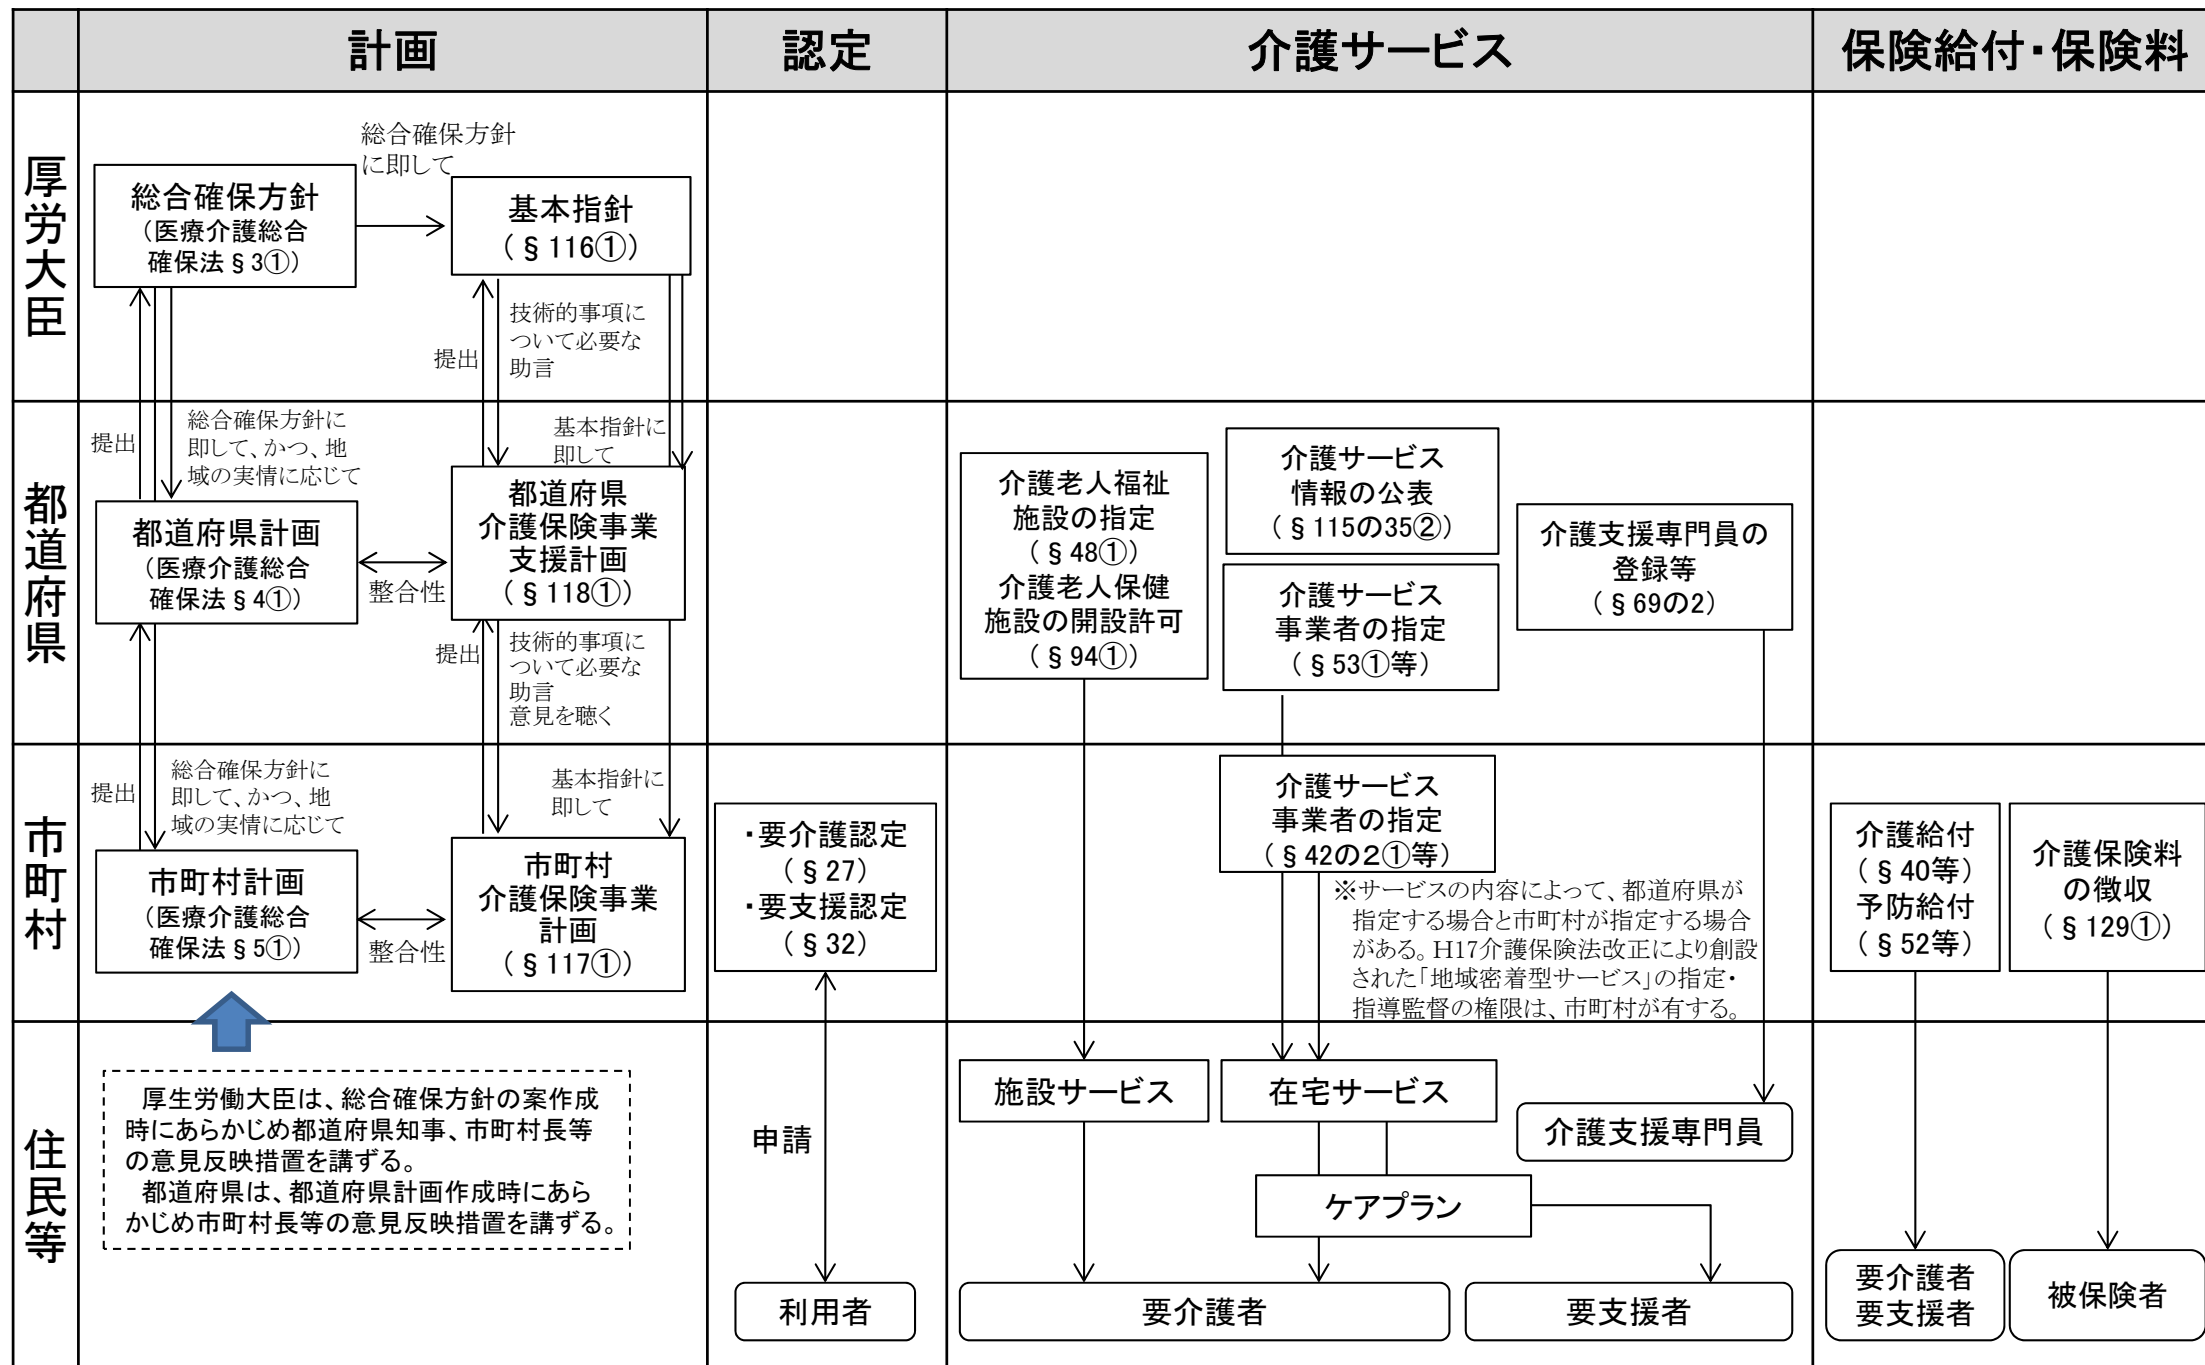 計画
認定
介護サービス
保険給付・保険料
厚労大臣
総合確保方針
に即して
総合確保方針
（医療介護総合
確保法§3①）
基本指針
（§116①）
提出
技術的事項に
ついて必要な
助言
都道府県
提出
総合確保方針に
即して、かつ、地
域の実情に応じて
基本指針に
即して
都道府県計画
（医療介護総合
確保法§4①）
整合性
都道府県
介護保険事業
支援計画
（§118①）
提出
技術的事項に
ついて必要な
助言
意見を聴く
介護老人福祉
施設の指定
（§48①）
介護老人保健
施設の開設許可
（§94①）
介護サービス
情報の公表
（§115の35②）
介護サービス
事業者の指定
（§53①等）
介護支援専門員の
登録等
（§69の2）
市町村
提出
総合確保方針に
即して、かつ、地
域の実情に応じて
基本指針に
即して
市町村計画
（医療介護総合
確保法§5①）
整合性
市町村
介護保険事業
計画
（§117①）
・要介護認定
（§27）
・要支援認定
（§32）
介護サービス
事業者の指定
（§42の2①等）
※サービスの内容によって、都道府県が
指定する場合と市町村が指定する場合
がある。H17介護保険法改正により創設
された「地域密着型サービス」の指定・
指導監督の権限は、市町村が有する。
介護給付
（§40等）
予防給付
（§52等）
介護保険料
の徴収
（§129①）
住民等
厚生労働大臣は、総合確保方針の案作成
時にあらかじめ都道府県知事、市町村長等
の意見反映措置を講ずる。
都道府県は、都道府県計画作成時にあら
かじめ市町村長等の意見反映措置を講ずる。
申請
利用者
施設サービス
在宅サービス
介護支援専門員
ケアプラン
要介護者
要支援者
要介護者
要支援者
被保険者